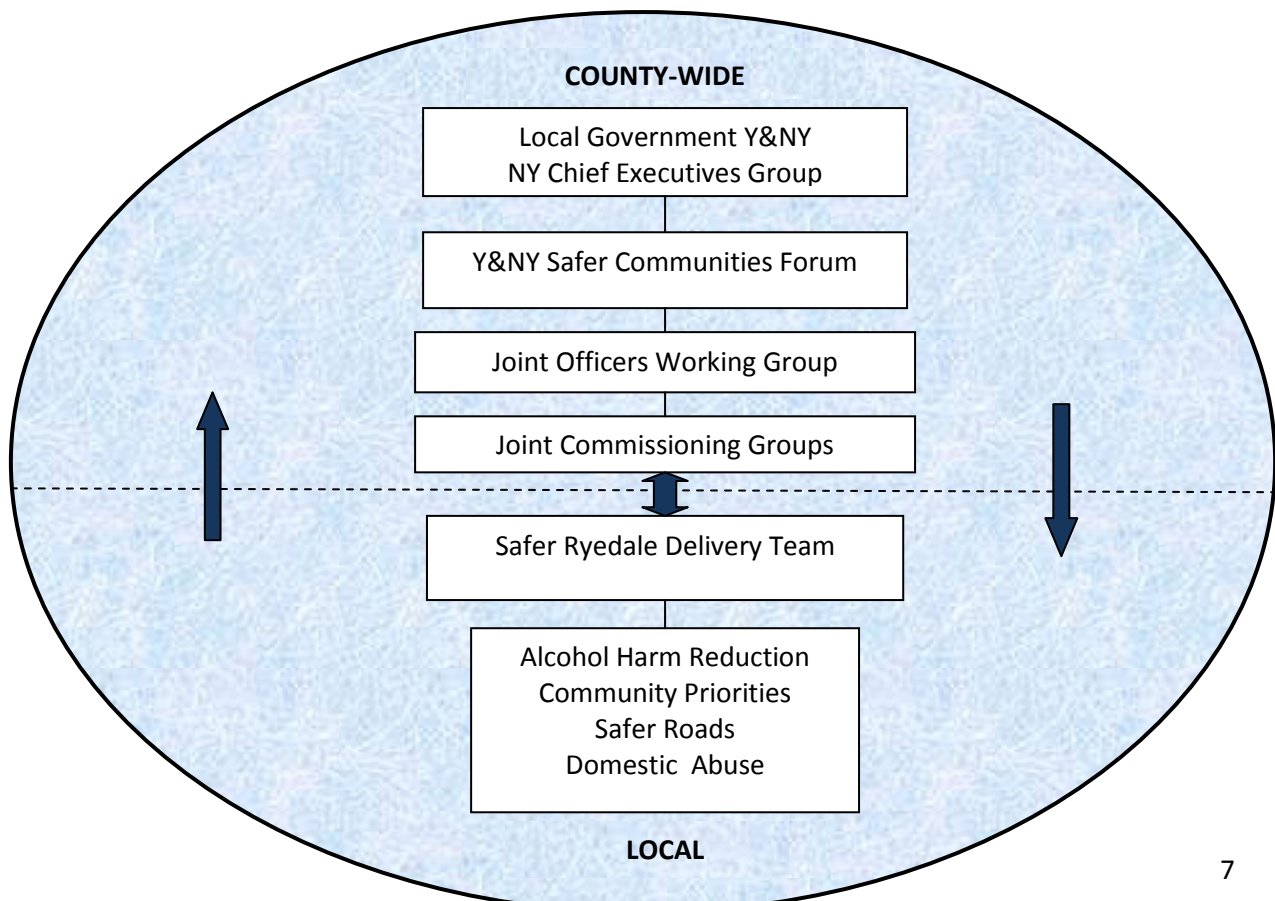 COUNTY-WIDE
Local Government Y&NY
NY Chief Executives Group
Y&NY Safer Communities Forum
Joint Officers Working Group
Joint Commissioning Groups
Safer Ryedale Delivery Team
Alcohol Harm Reduction
Community Priorities
Safer Roads
Domestic Abuse
LOCAL
7